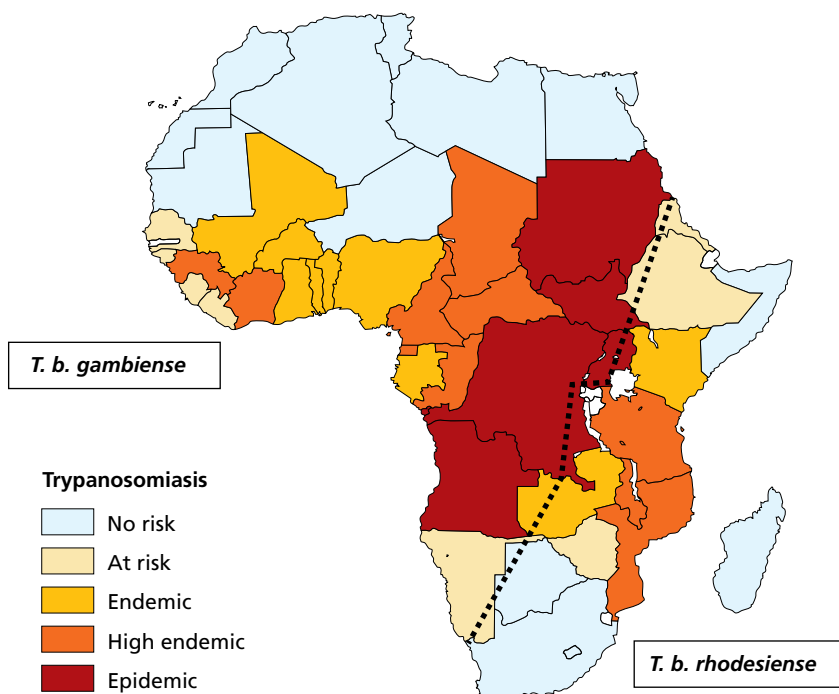 T. b. gambiense
Trypanosomiasis
No risk
At risk
Endemic
High endemic
Epidemic
T. b. rhodesiense